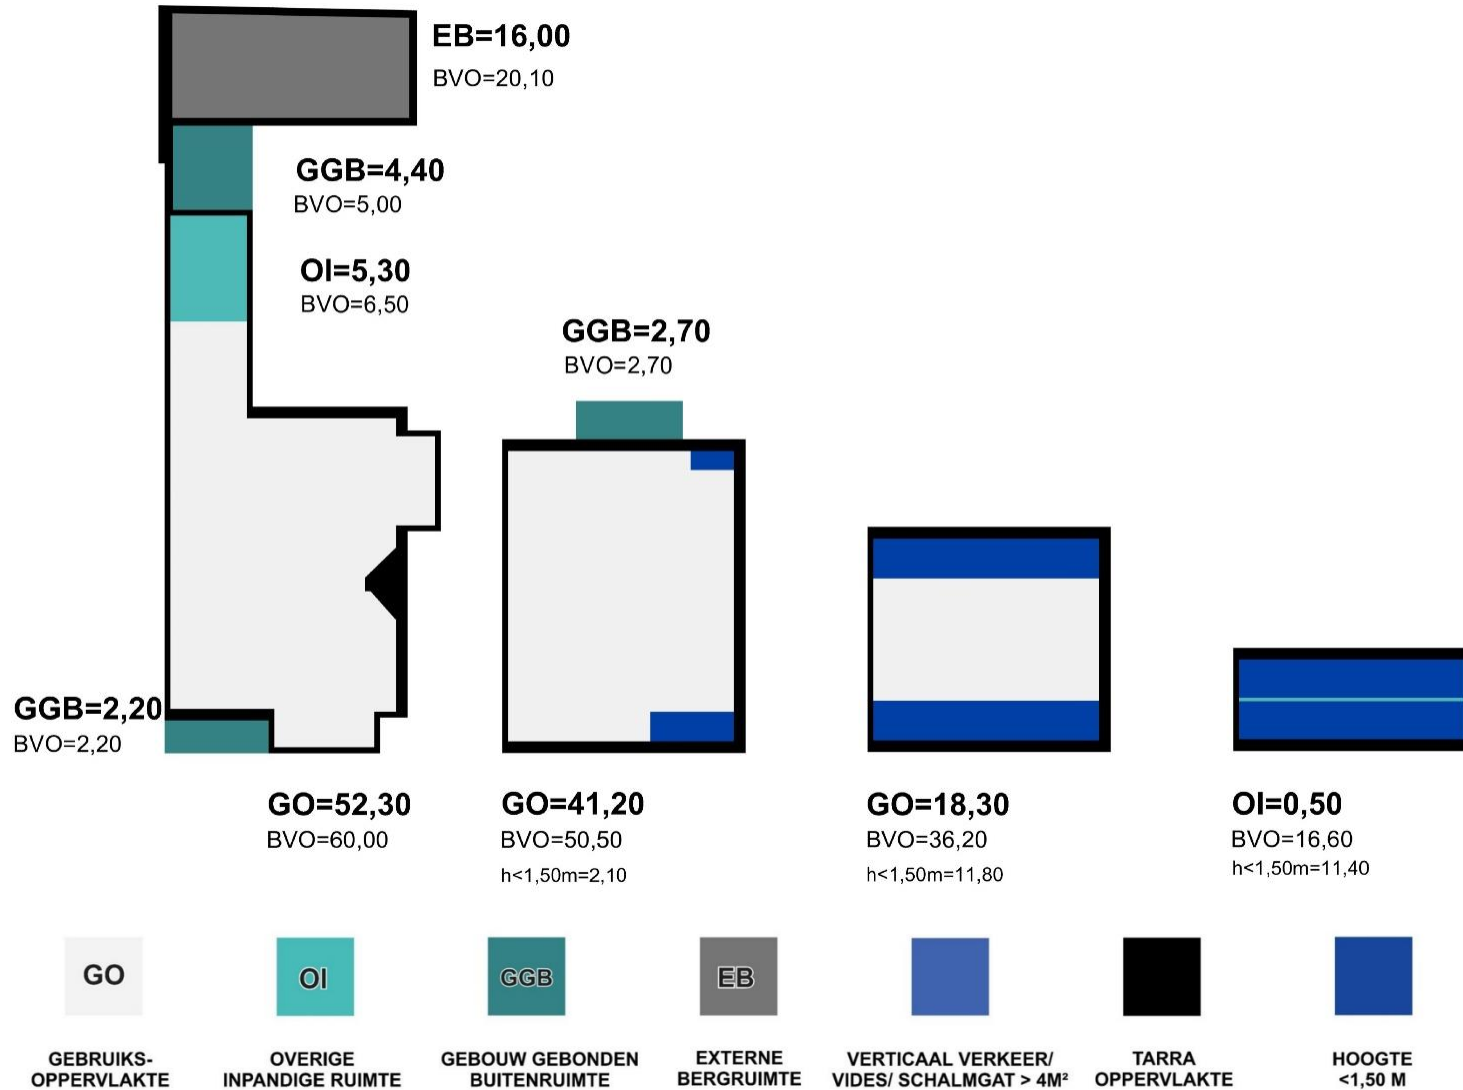 EB=16,00
BVO=20,10
GGB=4,40
BVO=5,00
OI=5,30
BVO=6,50
GGB=2,70
BVO=2,70
GGB=2,20
BVO=2,20
GO=52,30
BVO=60,00
GO=41,20
BVO=50,50
h<1,50m=2,10
GO=18,30
BVO=36,20
h<1,50m=11,80
OI=0,50
BVO=16,60
h<1,50m=11,40
GO
OI
GGB
EB
GEBRUIKS-
OPPERVLAKTE
OVERIGE
INPANDIGE RUIMTE
GEBOUW GEBONDEN
BUITENRUIMTE
EXTERNE
BERGRUIMTE
VERTICAAL VERKEER/
VIDES/ SCHALMGAT > 4M²
TARRA
OPPERVLAKTE
HOOGTE
<1,50 M